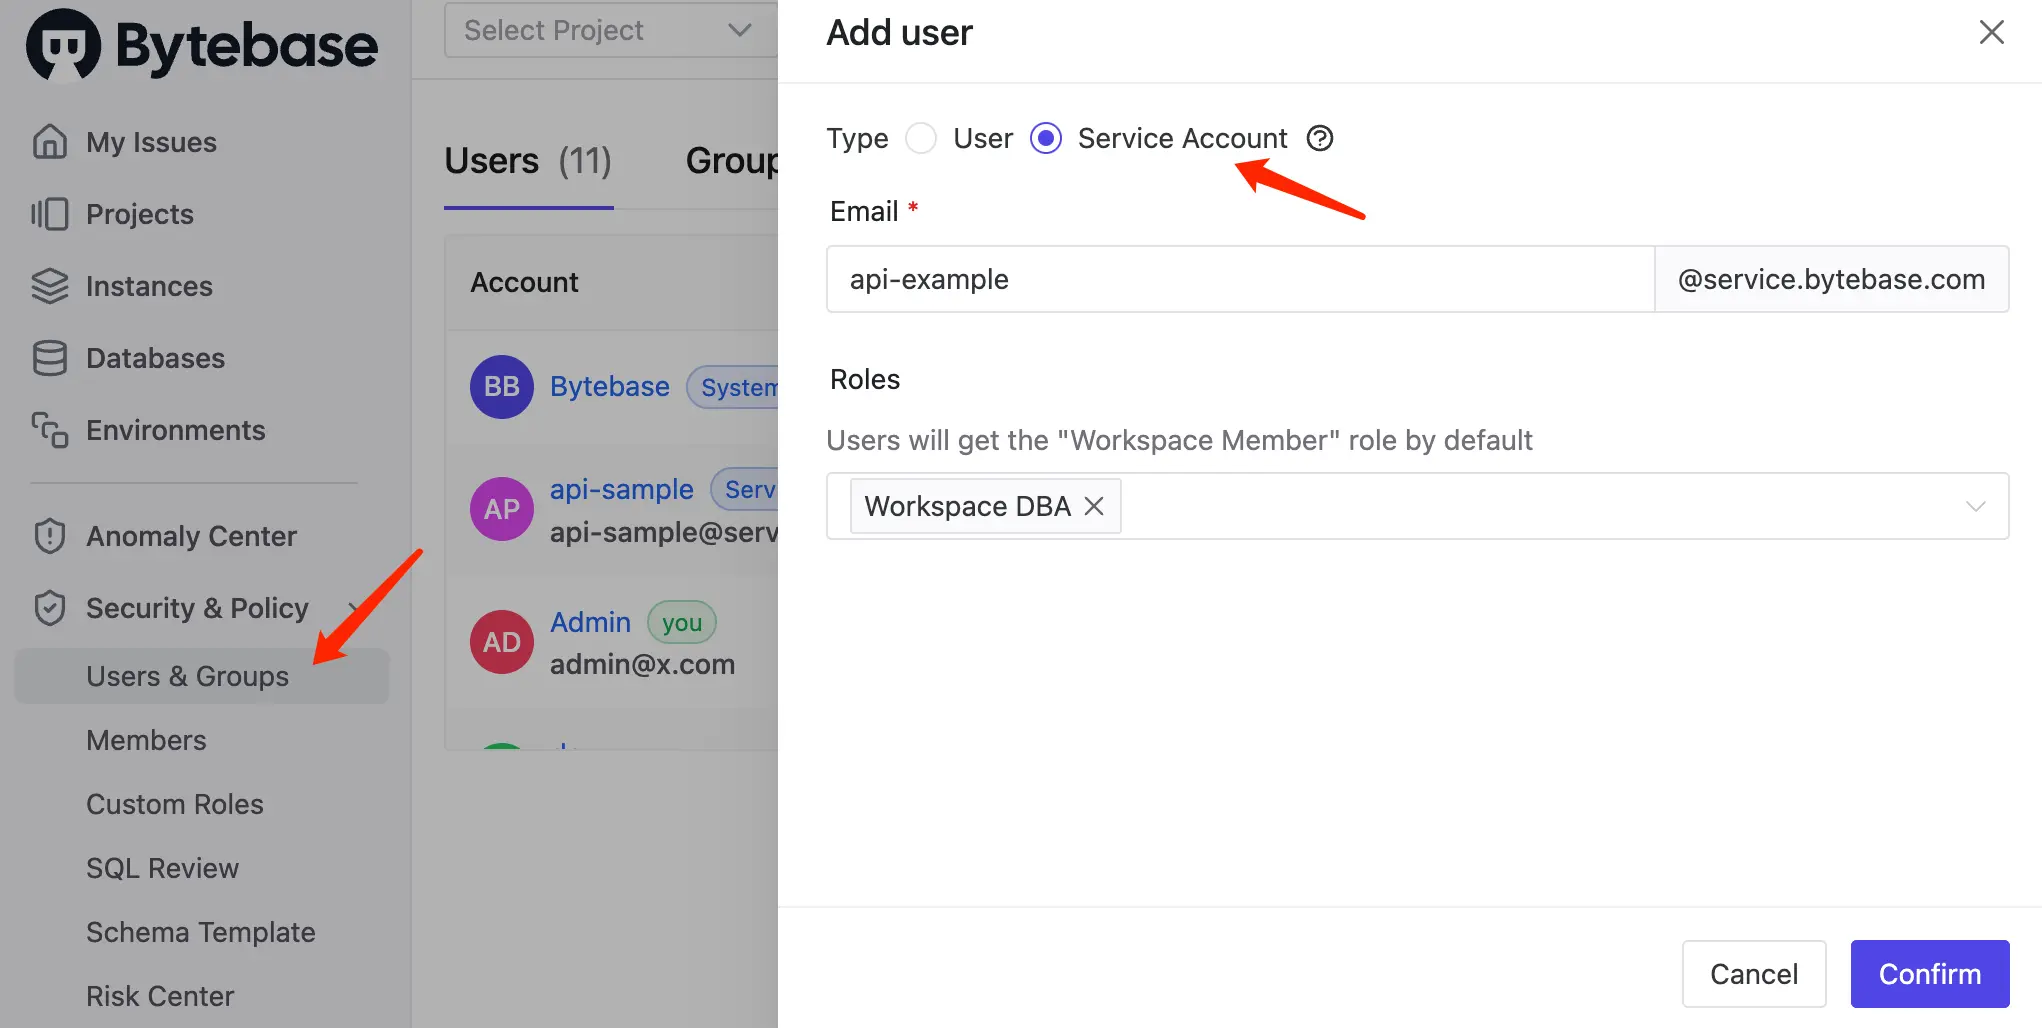 Bytebase
My Issues
Projects
Instances
Databases
Environments
Anomaly Center
Security & Policy
Users & Groups
Members
Custom Roles
SQL Review
Schema Template
Risk Center
Select Project
Users (11) Group
Account
BB Bytebase System
AP api-sample Serv
api-sample@serv
AD Admin you
admin@x.com
Add user
Type User Service Account
Email *
api-example @service.bytebase.com
Roles
Users will get the "Workspace Member" role by default
Workspace DBA
Cancel Confirm